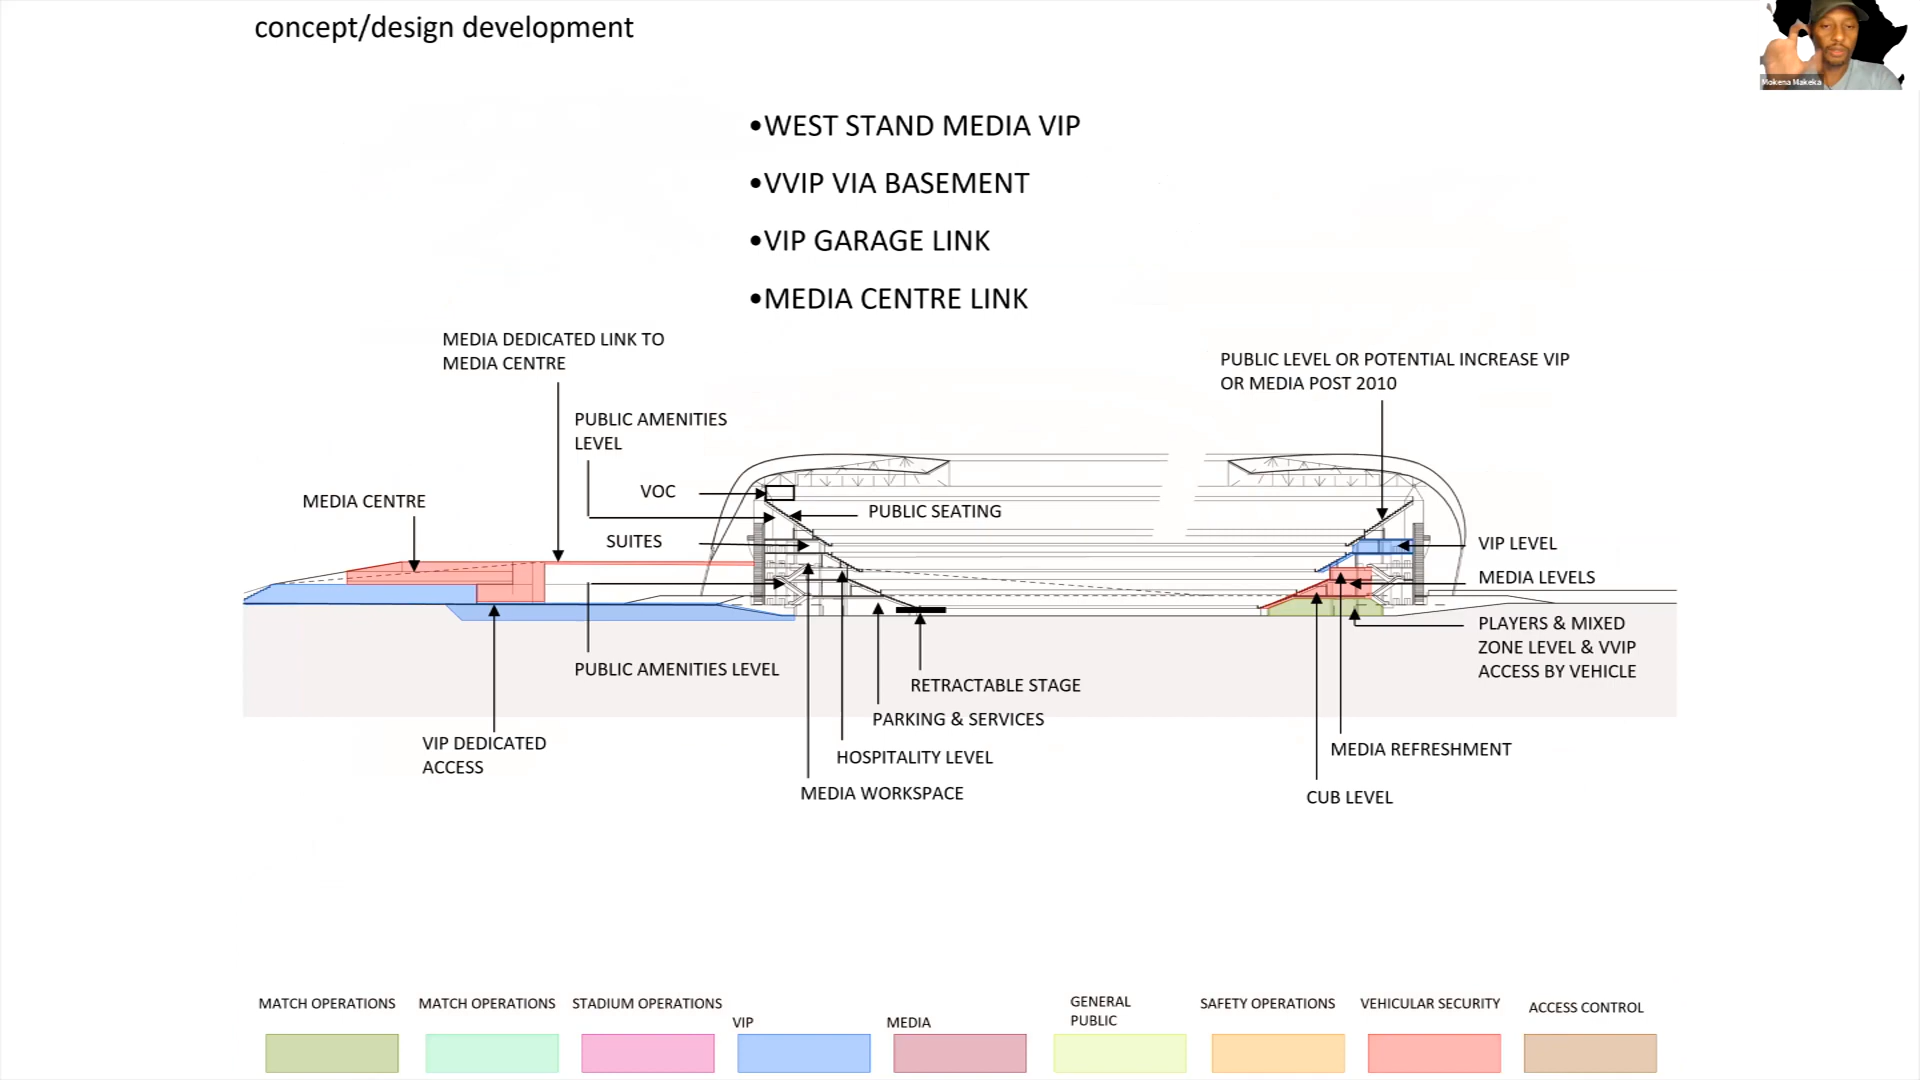 concept/design development
Mokena Makeka
•WEST STAND MEDIA VIP
•VVIP VIA BASEMENT
•VIP GARAGE LINK
•MEDIA CENTRE LINK
MEDIA DEDICATED LINK TO
MEDIA CENTRE
PUBLIC LEVEL OR POTENTIAL INCREASE VIP
OR MEDIA POST 2010
PUBLIC AMENITIES
LEVEL
VOC
MEDIA CENTRE
PUBLIC SEATING
SUITES
VIP LEVEL
MEDIA LEVELS
PLAYERS & MIXED
ZONE LEVEL & VVIP
ACCESS BY VEHICLE
PUBLIC AMENITIES LEVEL
RETRACTABLE STAGE
PARKING & SERVICES
VIP DEDICATED
ACCESS
HOSPITALITY LEVEL
MEDIA REFRESHMENT
MEDIA WORKSPACE
CUB LEVEL
MATCH OPERATIONS
MATCH OPERATIONS
STADIUM OPERATIONS
VIP
MEDIA
GENERAL
PUBLIC
SAFETY OPERATIONS
VEHICULAR SECURITY
ACCESS CONTROL